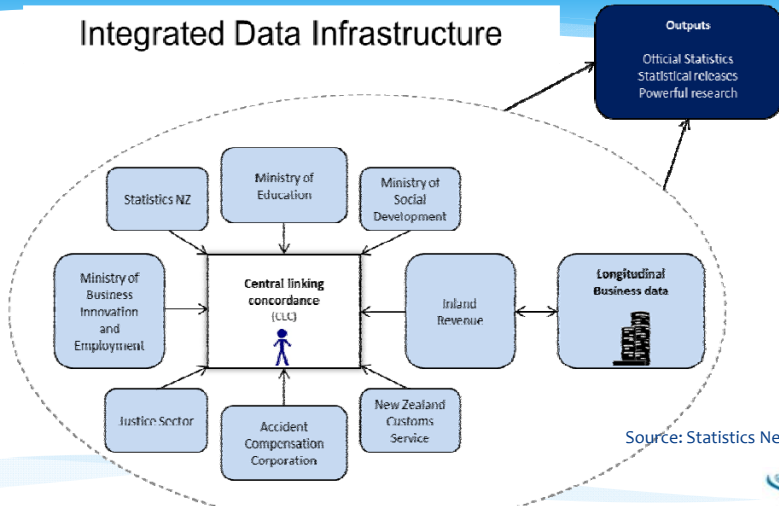 Integrated Data Infrastructure
Outputs
Official Statistics
Statistical releases
Powerful research
Statistics NZ
Ministry of
Education
Ministry of
Social
Development
Ministry of
Business
Innovation
and
Employment
Central linking
concordance
(CLC)
Inland
Revenue
Longitudinal
Business data
Justice Sector
Accident
Compensation
Corporation
New Zealand
Customs
Service
Source: Statistics Ne